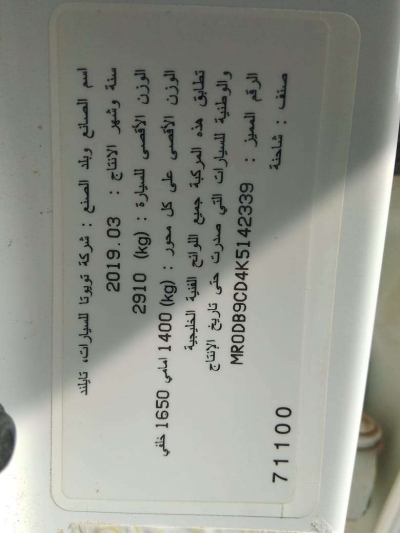 اسم الصانع وبلد الصنع : شركة تويوتا للسيارات، تايلند
سنة وشهر الانتاج : 2019.03
الوزن الأقصى للسيارة : 2910 (kg)
الوزن الأقصى على كل محور : (kg) 1400 امامي 1650 خلفي
تطابق هذه المركبة جميع اللوائح الفنية الخليجية
والوطنية للسيارات التي صدرت حتى تاريخ الإنتاج
الرقم المميز : MR0DB9CD4K5142339
صنف : شاحنة
71100